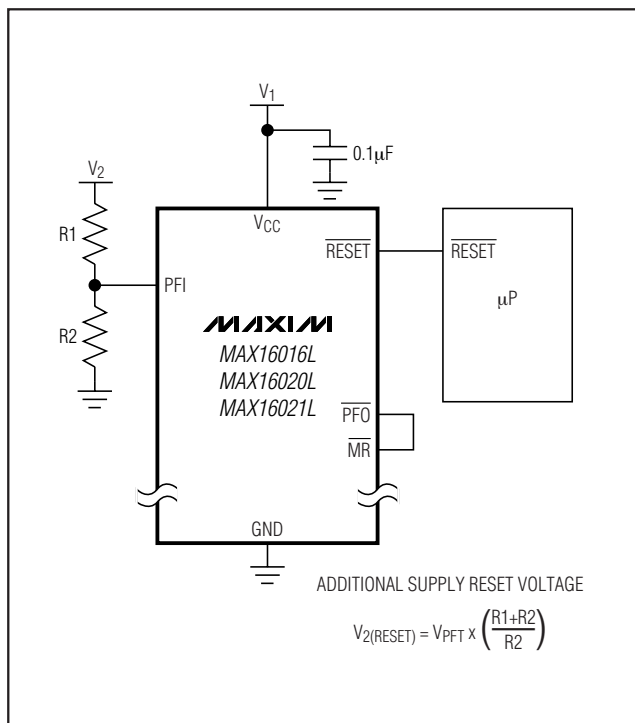 V1
0.1µF
V2
R1
VCC
RESET
RESET
PFI
µP
MAXIM
R2
MAX16016L
MAX16020L
MAX16021L
PFO
MR
GND
ADDITIONAL SUPPLY RESET VOLTAGE
V2(RESET) = VPFT x (R1+R2/R2)